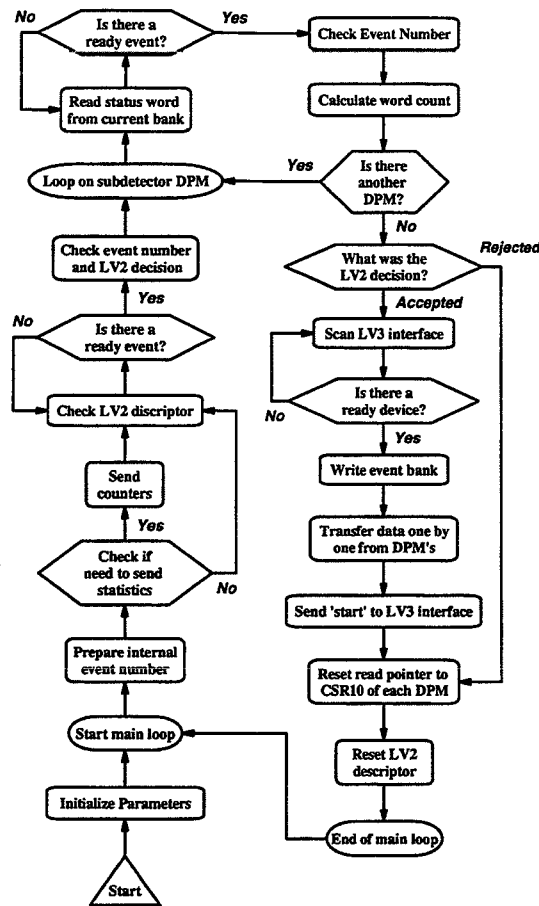 No
Is there a
ready event?
Yes
Check Event Number
Read status word
from current bank
Calculate word count
Loop on subdetector DPM
Yes
Is there
another
DPM?
No
Check event number
and LV2 decision
What was the
LV2 decision?
Rejected
Yes
Accepted
No
Is there a
ready event?
Scan LV3 interface
Check LV2 discriptor
No
Is there a
ready device?
Yes
Send
counters
Write event bank
Yes
Check if
need to send
statistics
No
Transfer data one by
one from DPM's
Send 'start' to LV3 interface
Prepare internal
event number
Reset read pointer to
CSR10 of each DPM
Start main loop
Reset LV2
descriptor
Initialize Parameters
End of main loop
Start